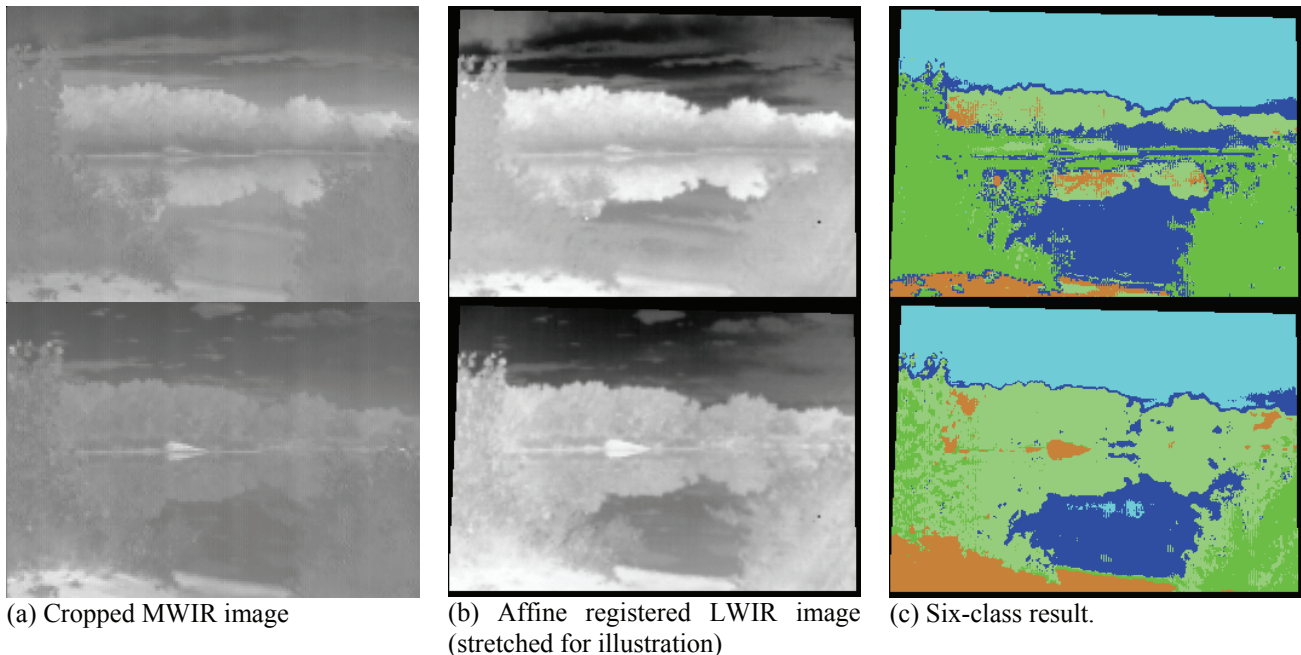 (a) Cropped MWIR image
(b) Affine registered LWIR image
(stretched for illustration)
(c) Six-class result.